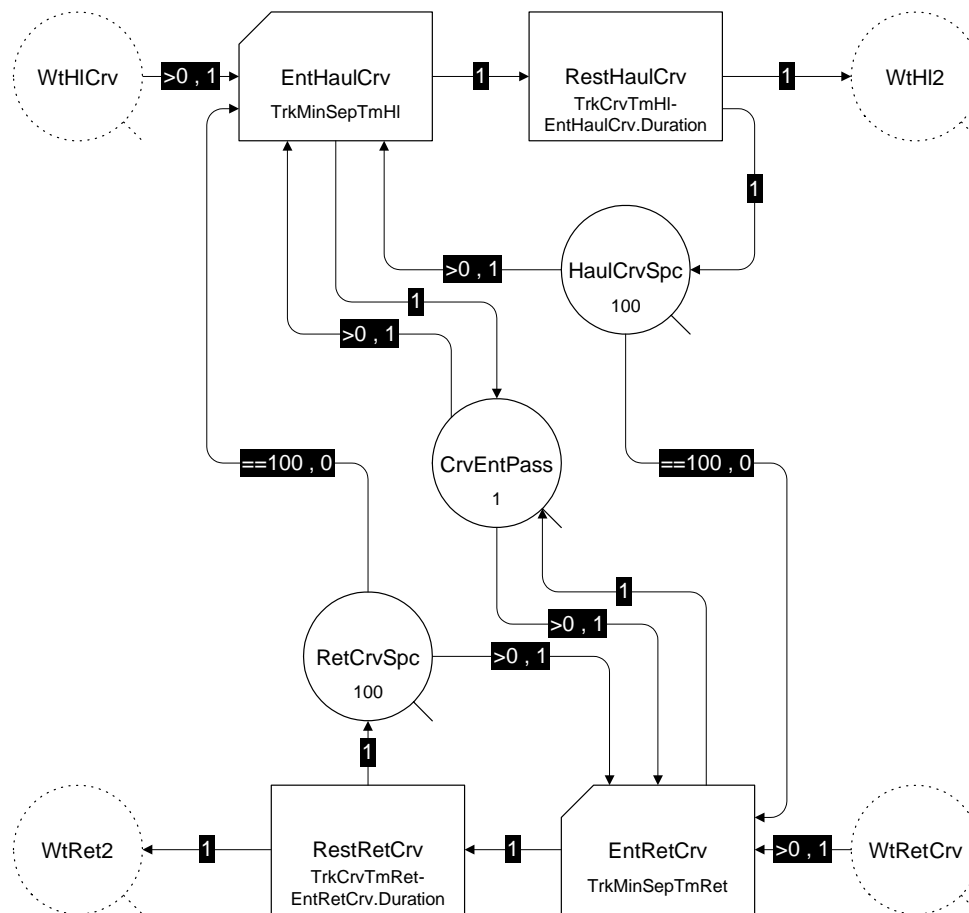 WtHlCrv
>0 , 1
EntHaulCrv
TrkMinSepTmHl
1
RestHaulCrv
TrkCrvTmHl-
EntHaulCrv.Duration
1
WtHl2
1
>0 , 1
HaulCrvSpc
100
1
>0 , 1
==100 , 0
CrvEntPass
1
==100 , 0
1
>0 , 1
RetCrvSpc
100
>0 , 1
1
WtRet2
1
RestRetCrv
TrkCrvTmRet-
EntRetCrv.Duration
1
EntRetCrv
TrkMinSepTmRet
>0 , 1
WtRetCrv